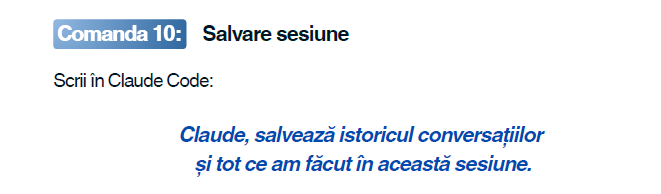 Comanda 10: Salvare sesiune
Scrii în Claude Code:
Claude, salvează istoricul conversațiilor
și tot ce am făcut în această sesiune.